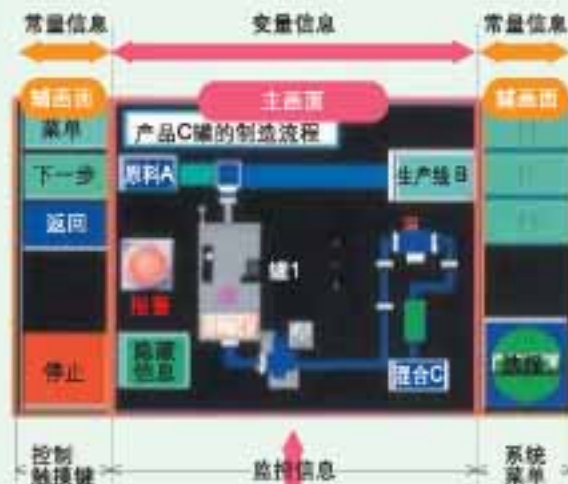 常量信息 变量信息 常量信息
辅画面 主画面 辅画面
菜单 产品C罐的制造流程
下一步 原料A 生产线B
返回
罐1
报警
停止 隐藏
信息 混合C
控制
触摸键 监控信息 系统
菜单